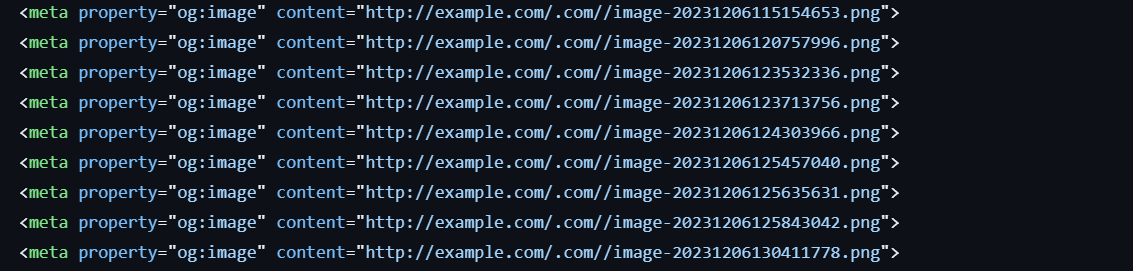 <meta property="og:image" content="http://example.com/.com//image-20231206115154653.png">
<meta property="og:image" content="http://example.com/.com//image-20231206120757996.png">
<meta property="og:image" content="http://example.com/.com//image-20231206123532336.png">
<meta property="og:image" content="http://example.com/.com//image-20231206123713756.png">
<meta property="og:image" content="http://example.com/.com//image-20231206124303966.png">
<meta property="og:image" content="http://example.com/.com//image-20231206125457040.png">
<meta property="og:image" content="http://example.com/.com//image-20231206125635631.png">
<meta property="og:image" content="http://example.com/.com//image-20231206125843042.png">
<meta property="og:image" content="http://example.com/.com//image-20231206130411778.png">